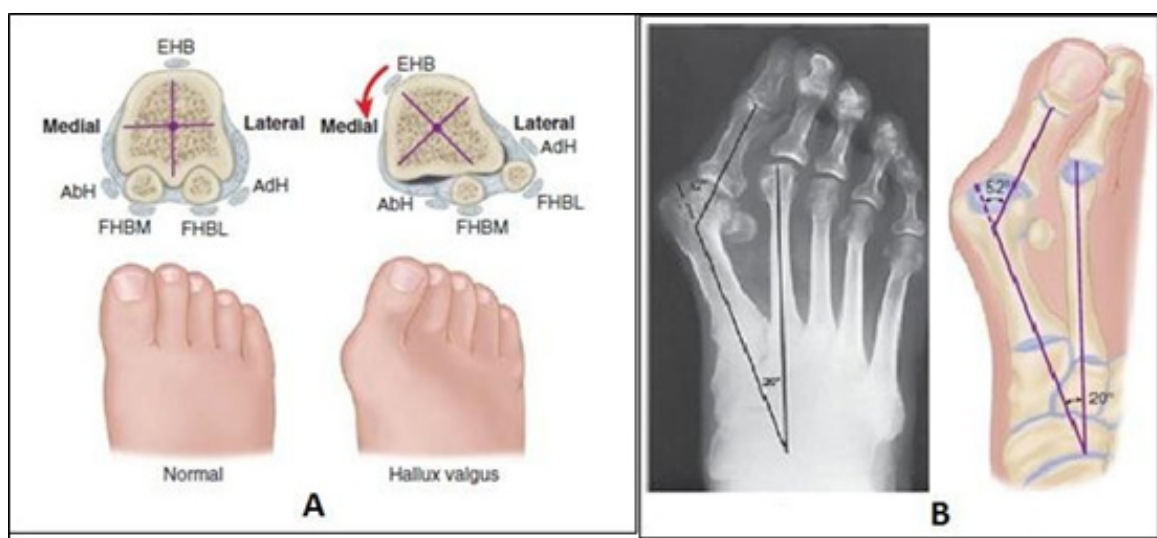 EHB
EHB
Medial
Lateral
Medial
Lateral
AdH
AbH
AdH
AbH
FHBL
FHBM
FHBL
FHBM
Normal
Hallux valgus
A
52°
20°
52°
20°
B